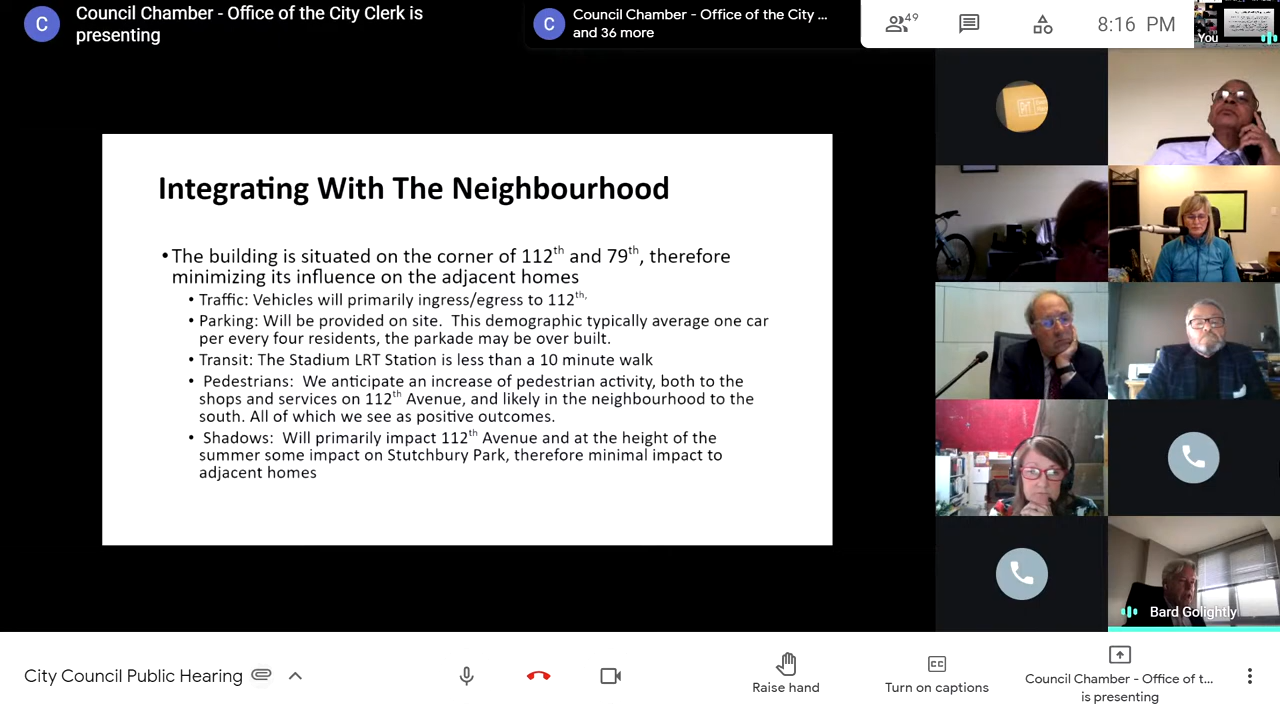 C
Council Chamber - Office of the City Clerk is
presenting
C
Council Chamber - Office of the City ...
and 36 more
49
8:16 PM
You
Integrating With The Neighbourhood
•The building is situated on the corner of 112th and 79th, therefore
minimizing its influence on the adjacent homes
• Traffic: Vehicles will primarily ingress/egress to 112th,
• Parking: Will be provided on site. This demographic typically average one car
per every four residents, the parkade may be over built.
• Transit: The Stadium LRT Station is less than a 10 minute walk
• Pedestrians: We anticipate an increase of pedestrian activity, both to the
shops and services on 112th Avenue, and likely in the neighbourhood to the
south. All of which we see as positive outcomes.
• Shadows: Will primarily impact 112th Avenue and at the height of the
summer some impact on Stutchbury Park, therefore minimal impact to
adjacent homes
Bard Golightly
City Council Public Hearing
Raise hand
Turn on captions
Council Chamber - Office of t...
is presenting